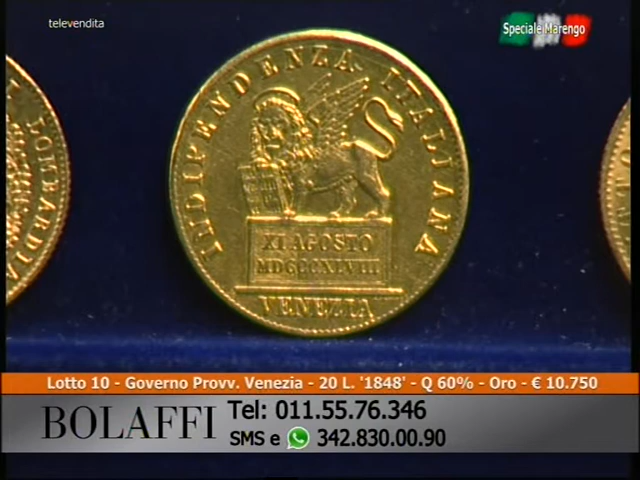 televendita
Speciale Marengo
INDIPENDENZA ITALIANA
LOMBARDIA
XI AGOSTO
MDCCCXLVIII
VENEZIA
Lotto 10 - Governo Provv. Venezia - 20 L. '1848' - Q 60% - Oro - € 10.750
BOLAFFI
Tel: 011.55.76.346
SMS e 342.830.00.90